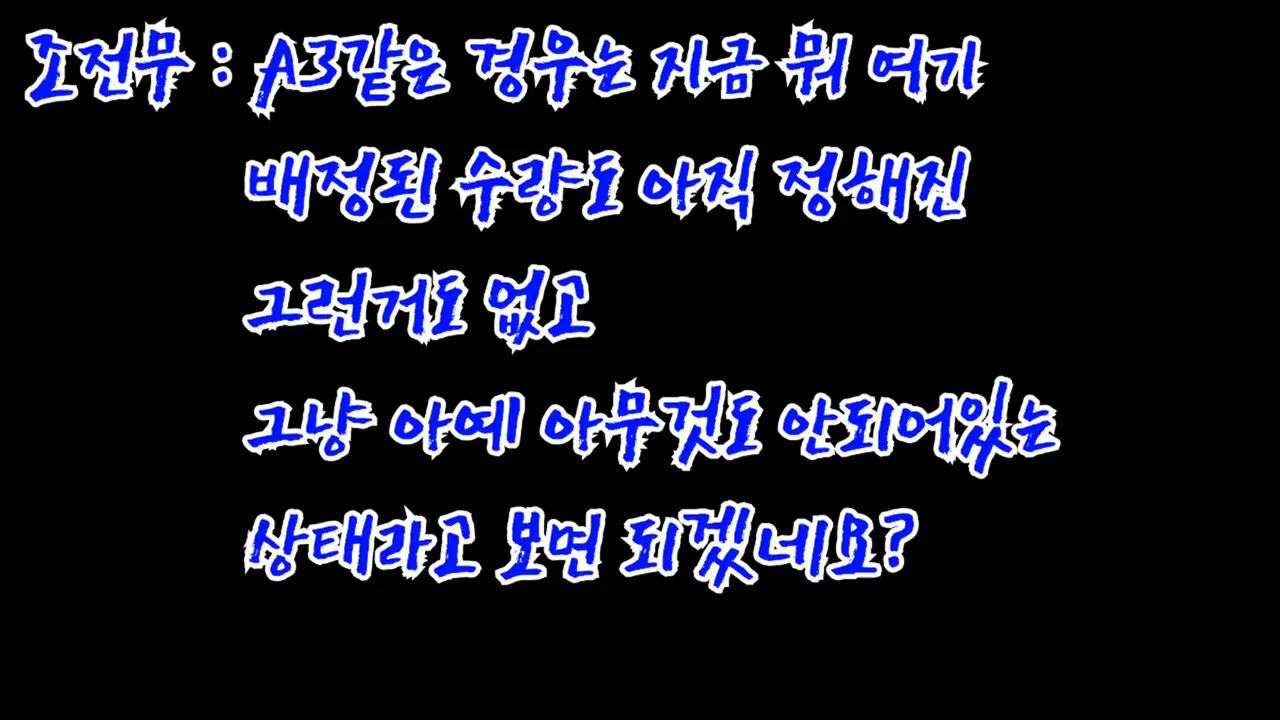 조전무 : A3같은 경우는 지금 뭐 여기
배정된 수량도 아직 정해진
그런거도 없고
그냥 아예 아무것도 안되어있는
상태라고 보면 되겠네요?